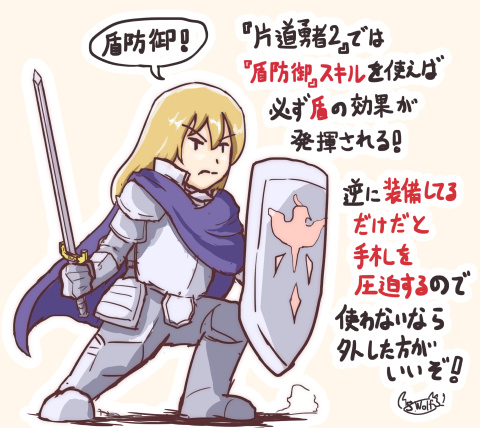 盾防御!
『片道勇者2』では
『盾防御』スキルを使えば
必ず盾の効果が
発揮される!
逆に装備してる
だけだと
手札を
圧迫するので
使わないなら
外した方が
いいぞ!
SWolf